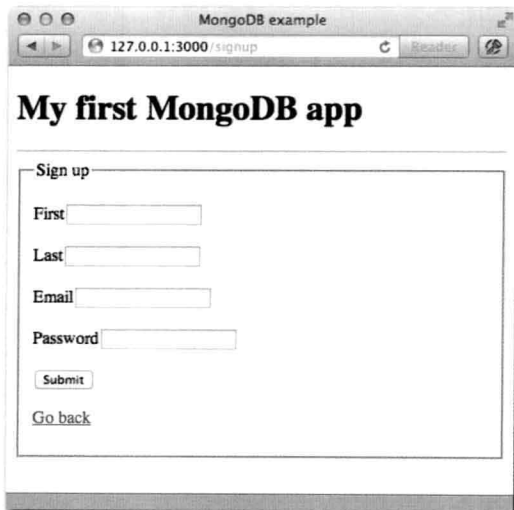 MongoDB example
127.0.0.1:3000/signup
Reader
My first MongoDB app
Sign up
First
Last
Email
Password
Submit
Go back